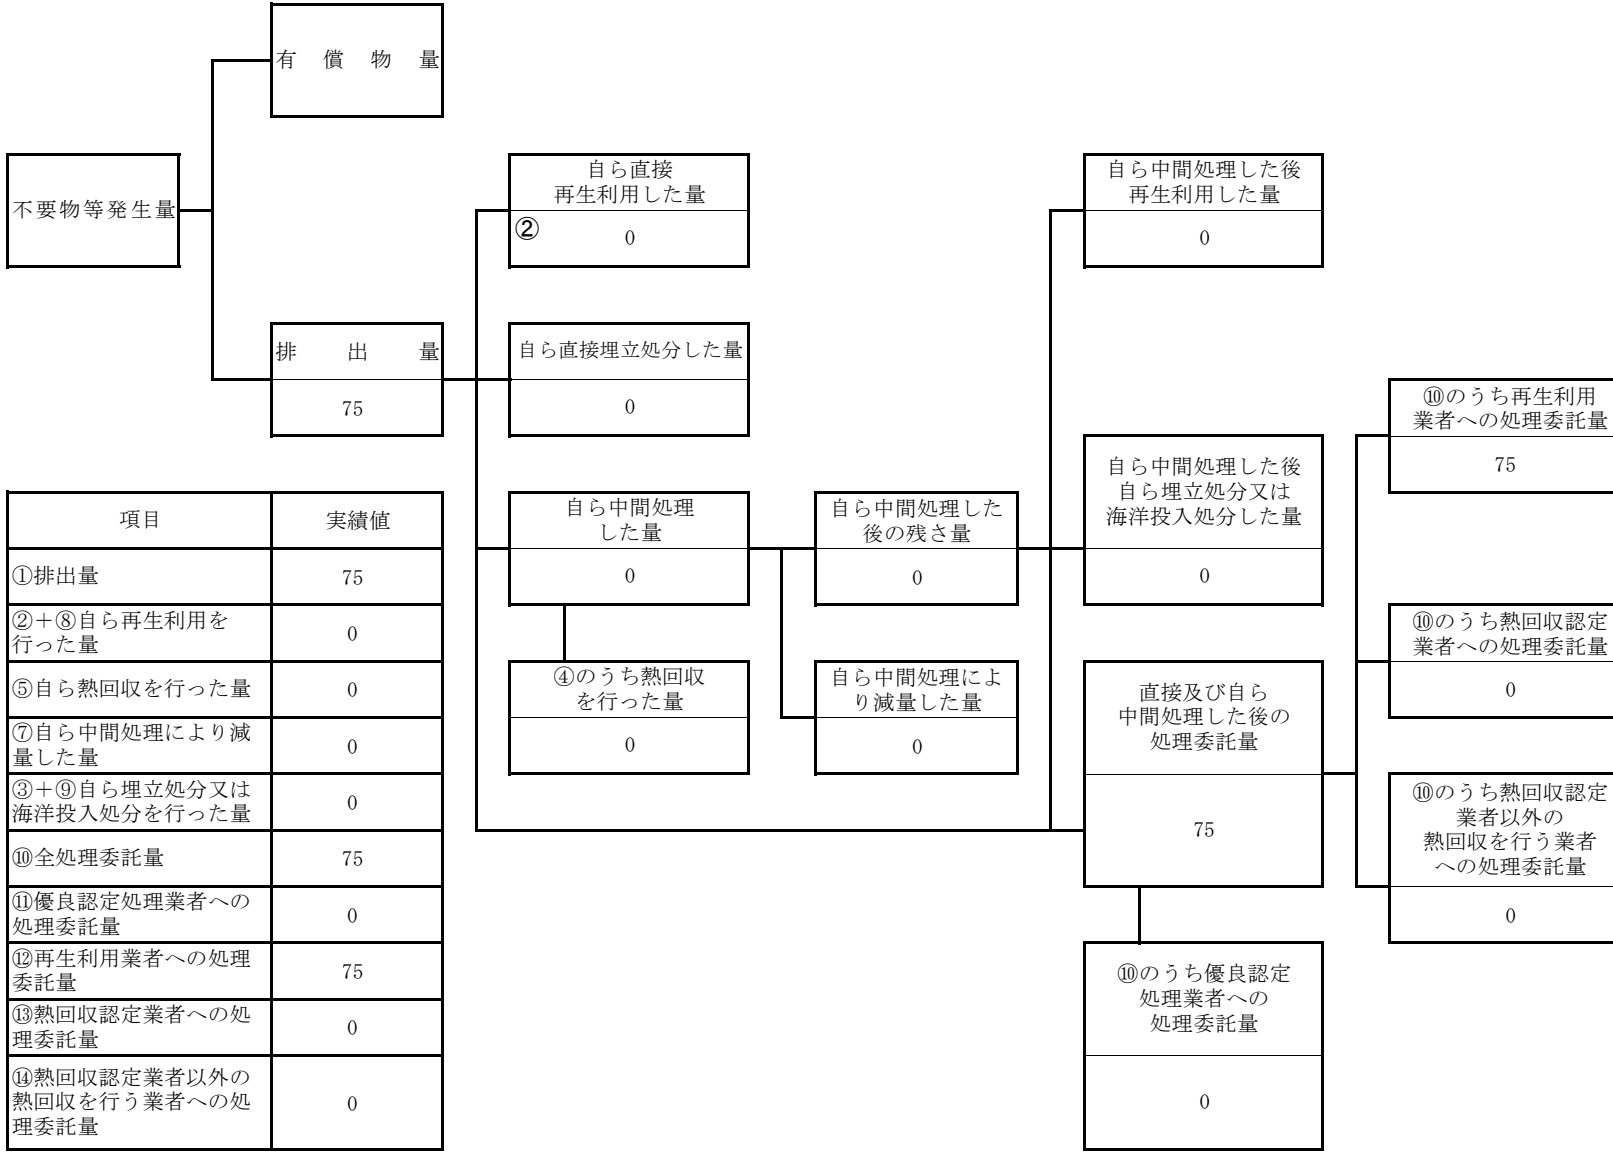 有償物量
不要物等発生量
排出量
75
自ら直接
再生利用した量
②
0
自ら直接埋立処分した量
0
自ら中間処理
した量
0
④のうち熱回収
を行った量
0
自ら中間処理した
後の残さ量
0
自ら中間処理によ
り減量した量
0
自ら中間処理した後
再生利用した量
0
自ら中間処理した後
自ら埋立処分又は
海洋投入処分した量
0
直接及び自ら
中間処理した後の
処理委託量
75
⑩のうち優良認定
処理業者への
処理委託量
0
⑩のうち再生利用
業者への処理委託量
75
⑩のうち熱回収認定
業者への処理委託量
0
⑩のうち熱回収認定
業者以外の
熱回収を行う業者
への処理委託量
0
項目 実績値
①排出量 75
②+⑧自ら再生利用を
行った量
0
⑤自ら熱回収を行った量 0
⑦自ら中間処理により減
量した量
0
③+⑨自ら埋立処分又は
海洋投入処分を行った量
0
⑩全処理委託量 75
⑪優良認定処理業者への
処理委託量
0
⑫再生利用業者への処理
委託量
75
⑬熱回収認定業者への処
理委託量
0
⑭熱回収認定業者以外の
熱回収を行う業者への処
理委託量
0